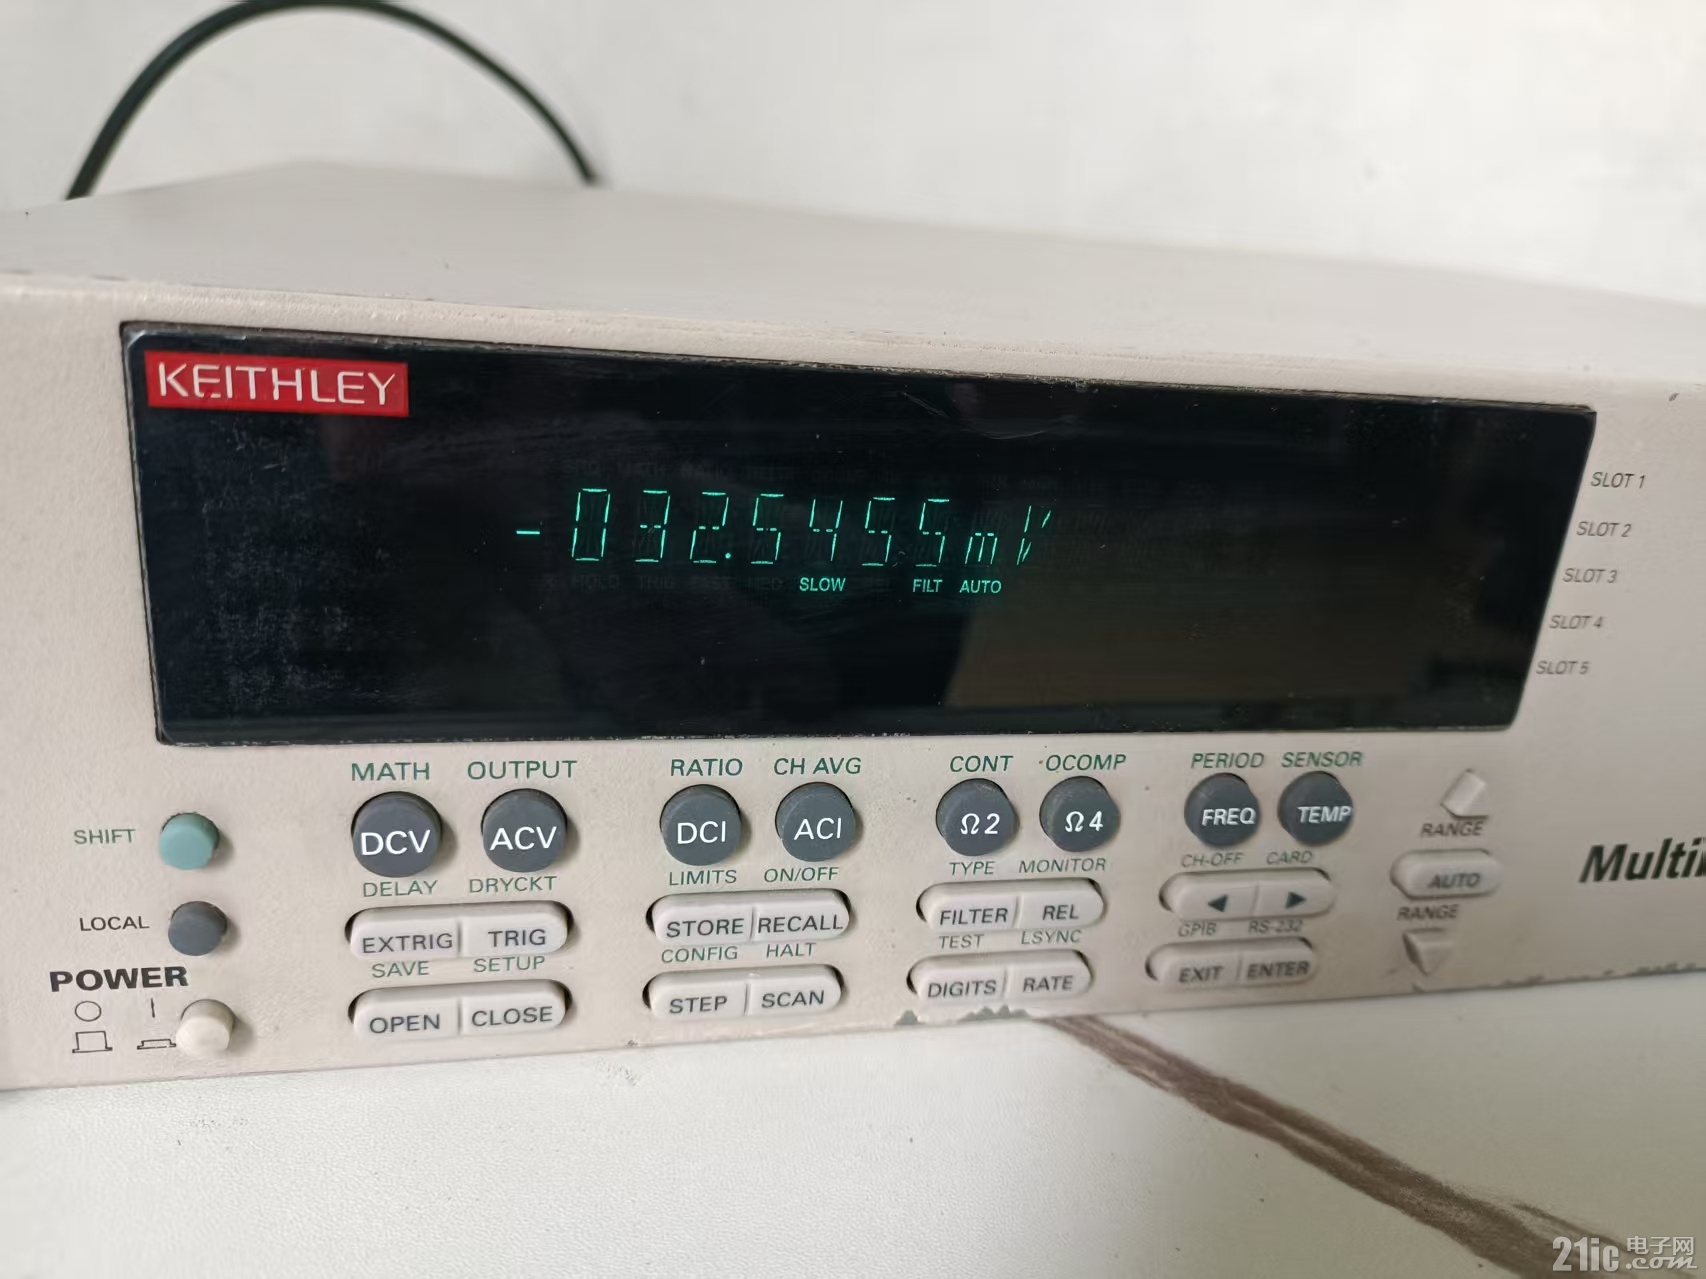 KEITHLEY
-032.5455mV
SLOW FILT AUTO
SLOT 1
SLOT 2
SLOT 3
SLOT 4
SLOT 5
MATH OUTPUT RATIO CH AVG CONT OCOMP PERIOD SENSOR
SHIFT DCV ACV DCI ACI Ω2 Ω4 FREQ TEMP
RANGE
DELAY DRYCKT LIMITS ON/OFF TYPE MONITOR CH-OFF CARD
LOCAL EXTRIG TRIG STORE RECALL FILTER REL ◀ ▶ AUTO
RANGE
SAVE SETUP CONFIG HALT TEST LSYNC GPIB RS-232
POWER
OPEN CLOSE STEP SCAN DIGITS RATE EXIT ENTER
Multi
21ic电子网
.com